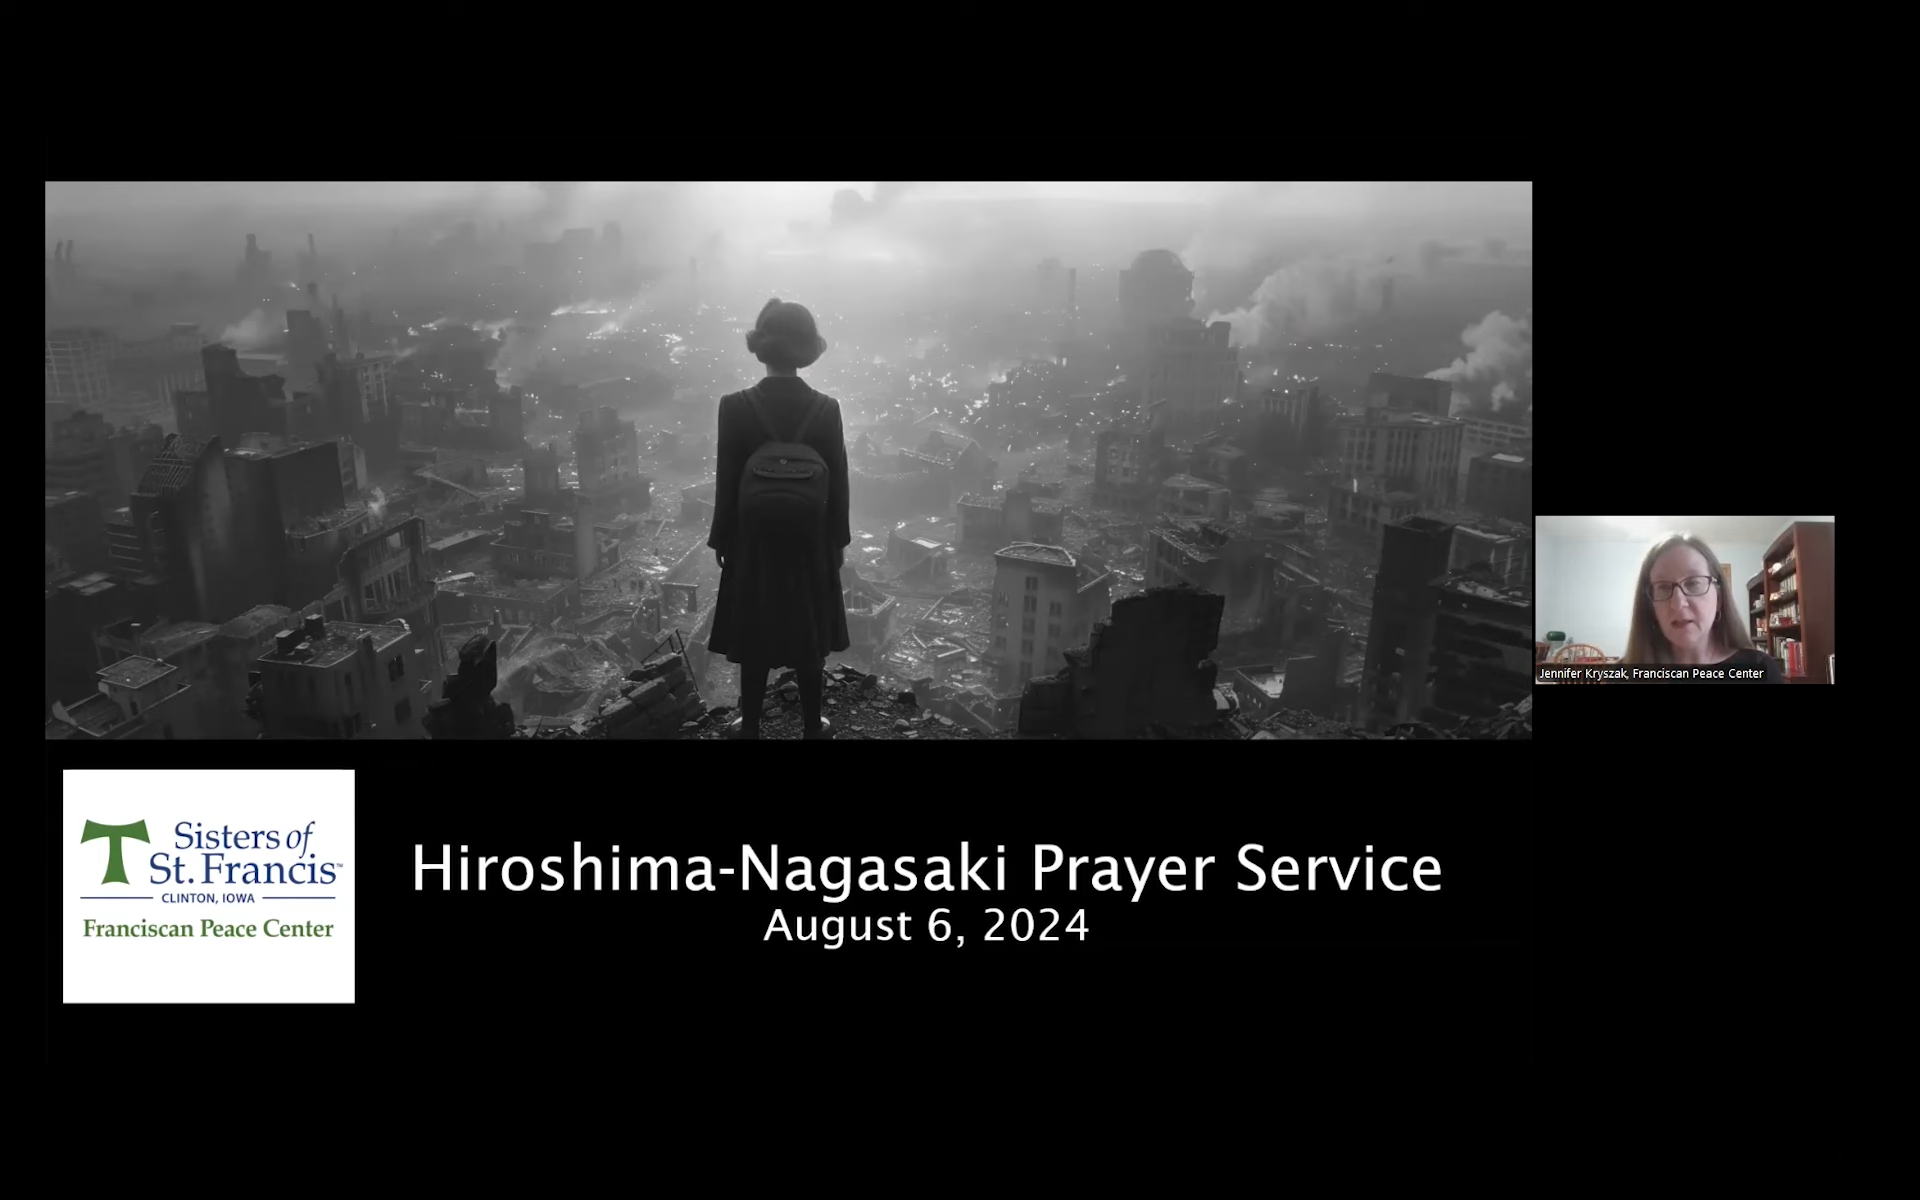 Jennifer Kryszak, Franciscan Peace Center
Sisters of
St. Francis™
CLINTON, IOWA
Franciscan Peace Center
Hiroshima-Nagasaki Prayer Service
August 6, 2024